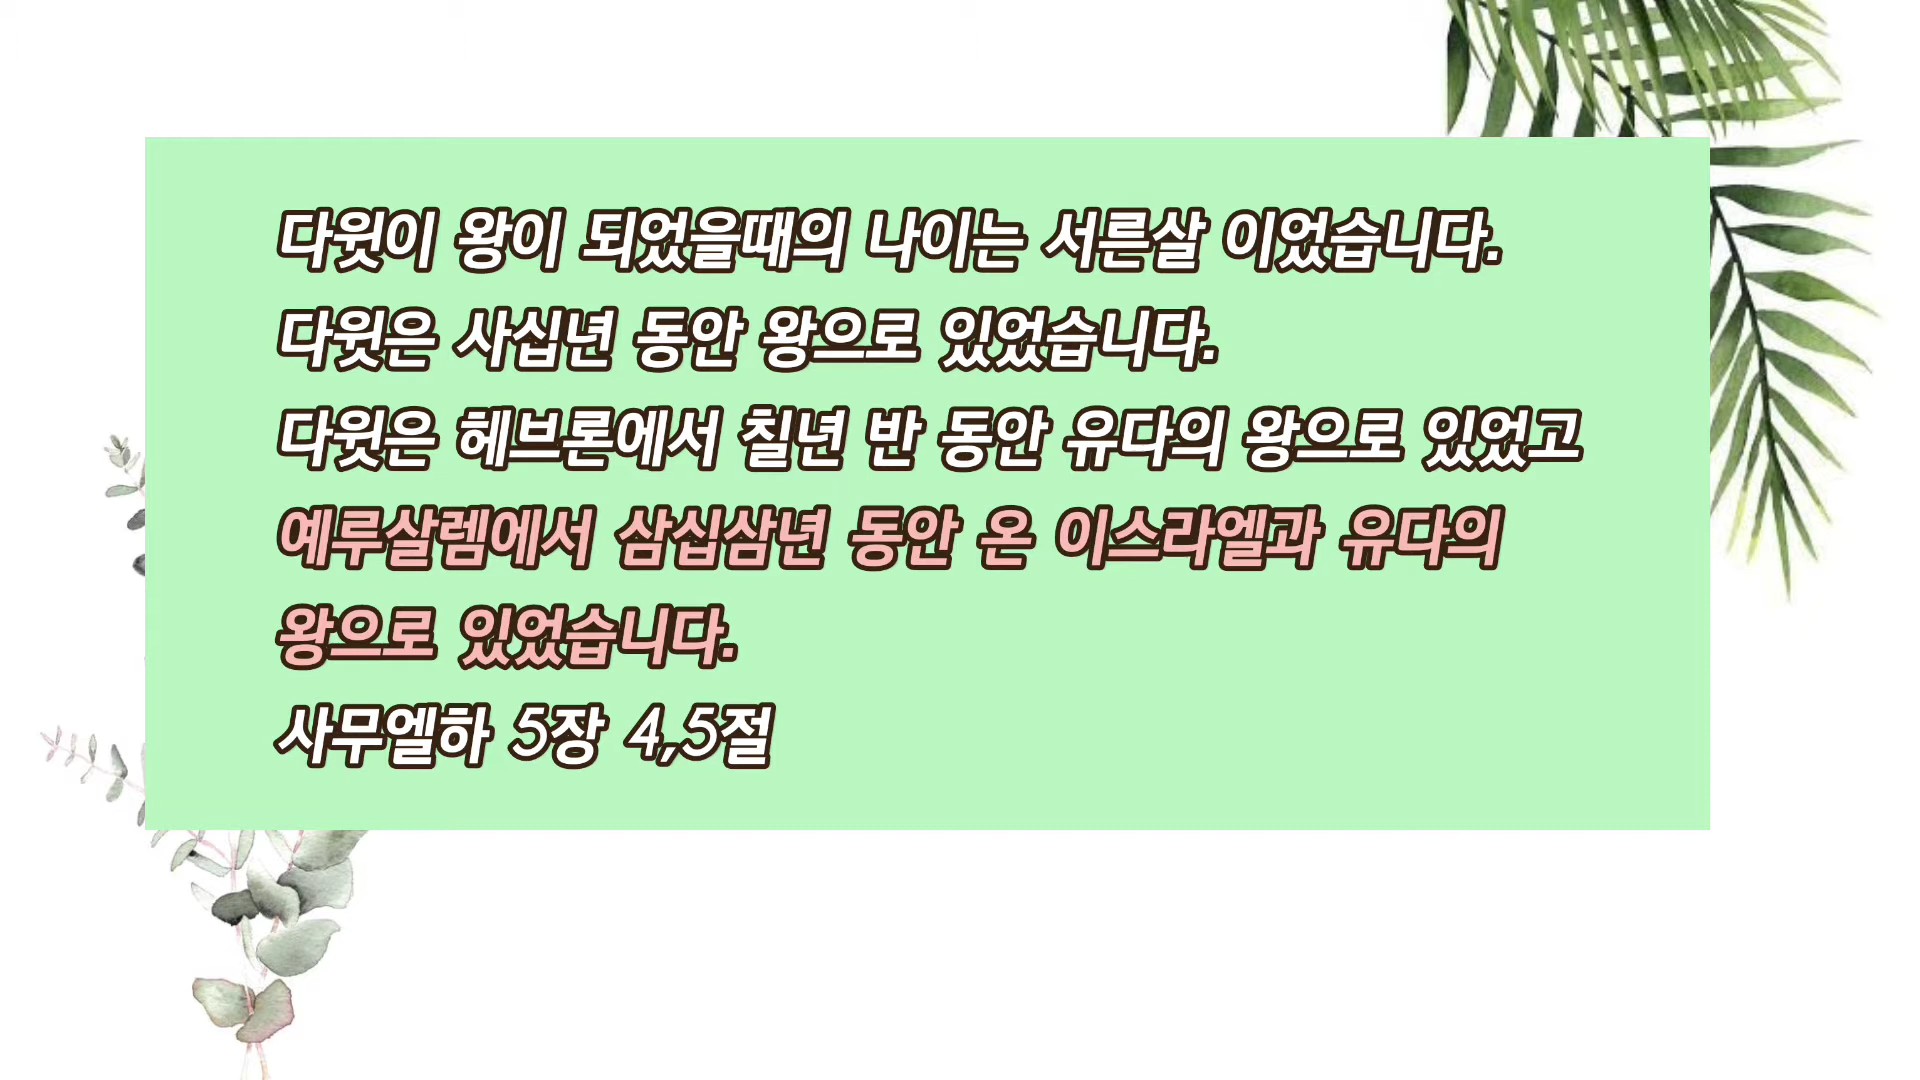 다윗이 왕이 되었을때의 나이는 서른살 이었습니다.
다윗은 사십년 동안 왕으로 있었습니다.
다윗은 헤브론에서 칠년 반 동안 유다의 왕으로 있었고
예루살렘에서 삼십삼년 동안 온 이스라엘과 유다의
왕으로 있었습니다.
사무엘하 5장 4,5절